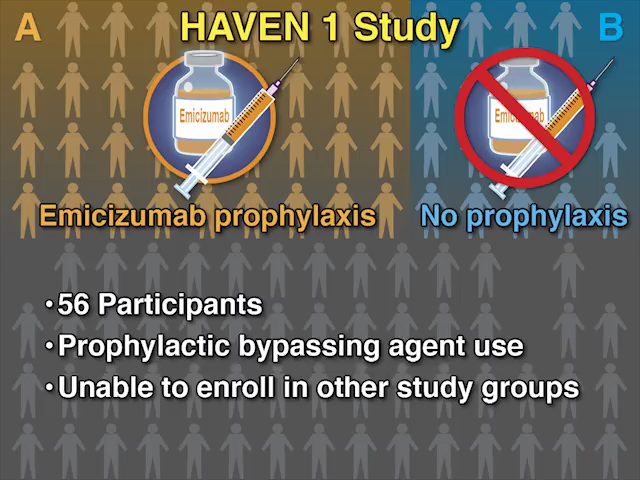 A
HAVEN 1 Study
B
Emicizumab
Emicizumab
Emicizumab prophylaxis
No prophylaxis
• 56 Participants
• Prophylactic bypassing agent use
• Unable to enroll in other study groups